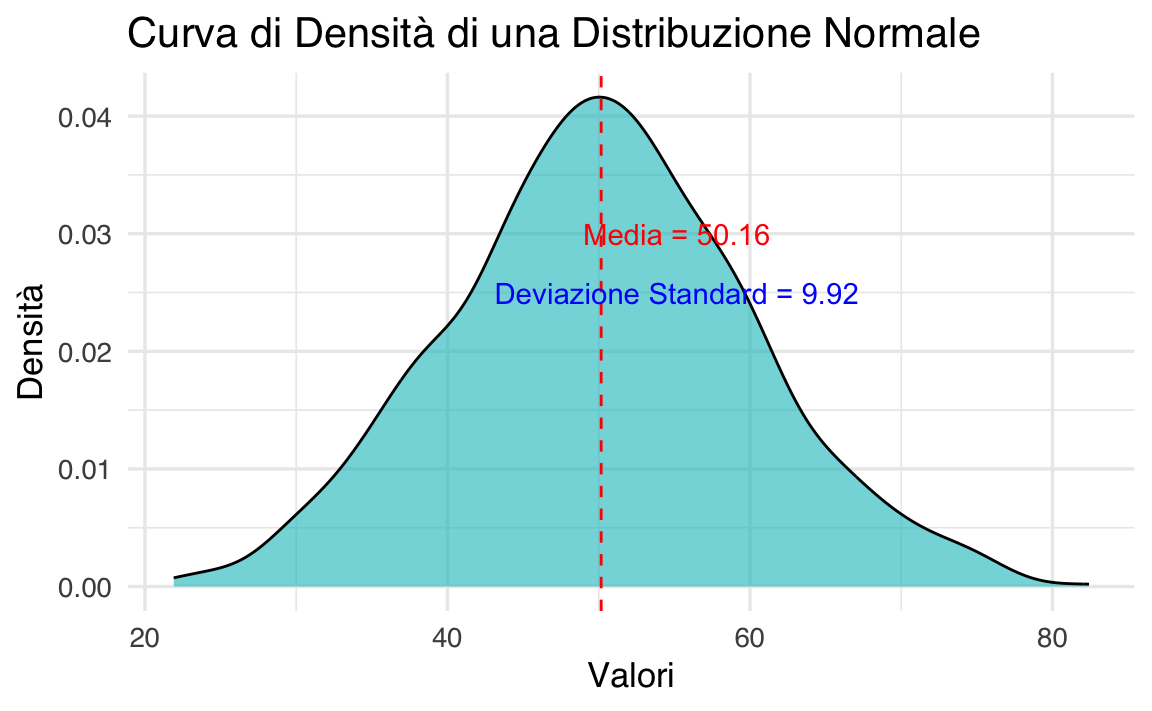 Curva di Densità di una Distribuzione Normale
0.04
0.03
0.02
0.01
0.00
Densità
Media = 50.16
Deviazione Standard = 9.92
20
40
60
80
Valori